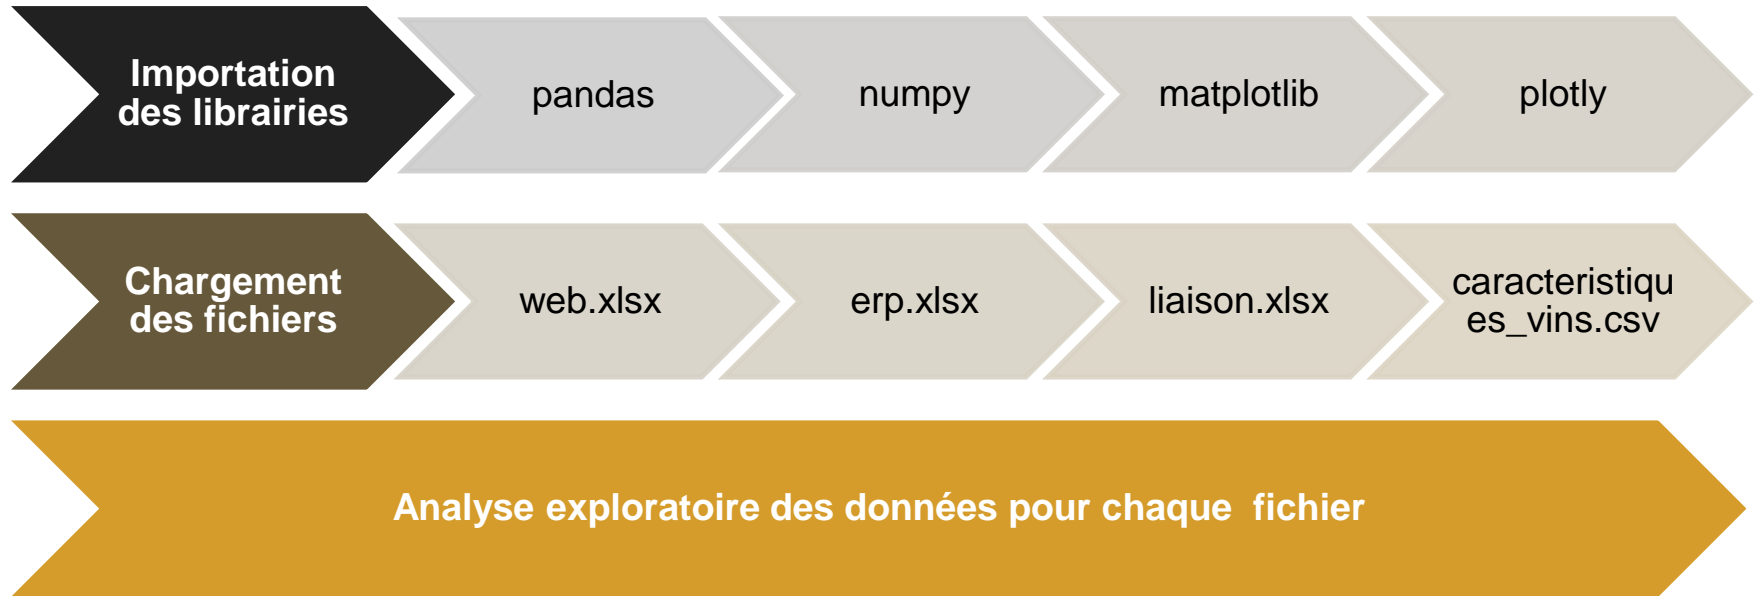 Importation
des librairies
pandas
numpy
matplotlib
plotly
Chargement
des fichiers
web.xlsx
erp.xlsx
liaison.xlsx
caracteristiqu
es_vins.csv
Analyse exploratoire des données pour chaque  fichier